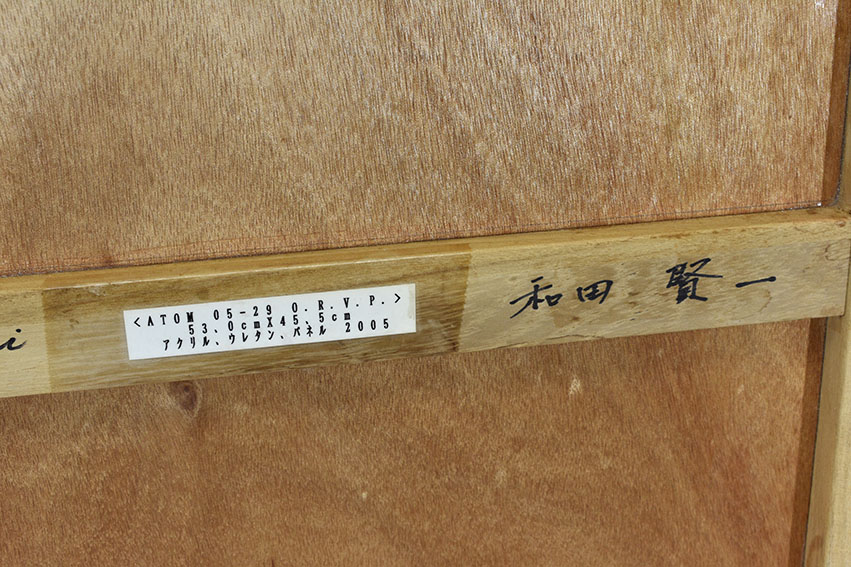 i
<ATOM 05-29 O.R.V.P.>
53.0cmX45.5cm
アクリル、ウレタン、パネル 2005
和田 賢一